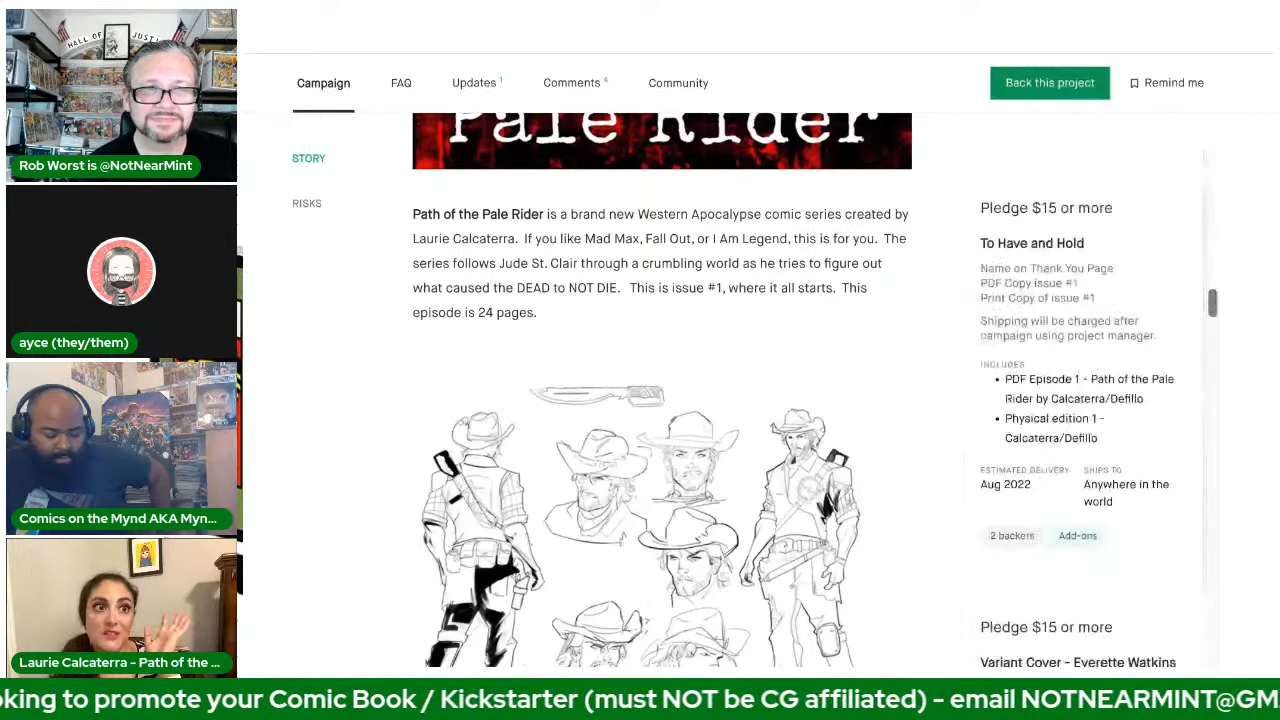 HALL OF JUST
Rob Worst is @NotNearMint
ayce (they/them)
Comics on the Mynd AKA Myn...
Laurie Calcaterra - Path of the ...
Campaign
FAQ
Updates 1
Comments 4
Community
Back this project
Remind me
STORY
RISKS
Pale Rider
Path of the Pale Rider is a brand new Western Apocalypse comic series created by
Laurie Calcaterra. If you like Mad Max, Fall Out, or I Am Legend, this is for you. The
series follows Jude St. Clair through a crumbling world as he tries to figure out
what caused the DEAD to NOT DIE. This is issue #1, where it all starts. This
episode is 24 pages.
Pledge $15 or more
To Have and Hold
Name on Thank You Page
PDF Copy issue #1
Print Copy of issue #1
Shipping will be charged after
campaign using project manager.
INCLUDES
• PDF Episode 1 - Path of the Pale
Rider by Calcaterra/Defillo
• Physical edition 1 -
Calcaterra/Defillo
ESTIMATED DELIVERY
Aug 2022
SHIPS TO
Anywhere in the
world
2 backers
Add-ons
Pledge $15 or more
Variant Cover - Everette Watkins
oking to promote your Comic Book / Kickstarter (must NOT be CG affiliated) - email NOTNEARMINT@GM